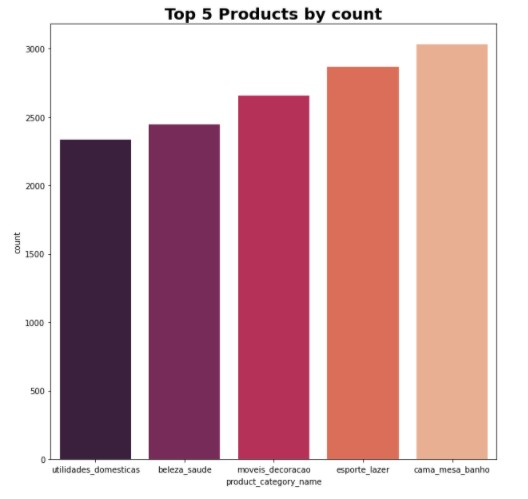 Top 5 Products by count
3000
2500
2000
1500
1000
500
0
count
utilidades_domesticas beleza_saude moveis_decoracao esporte_lazer cama_mesa_banho
product_category_name